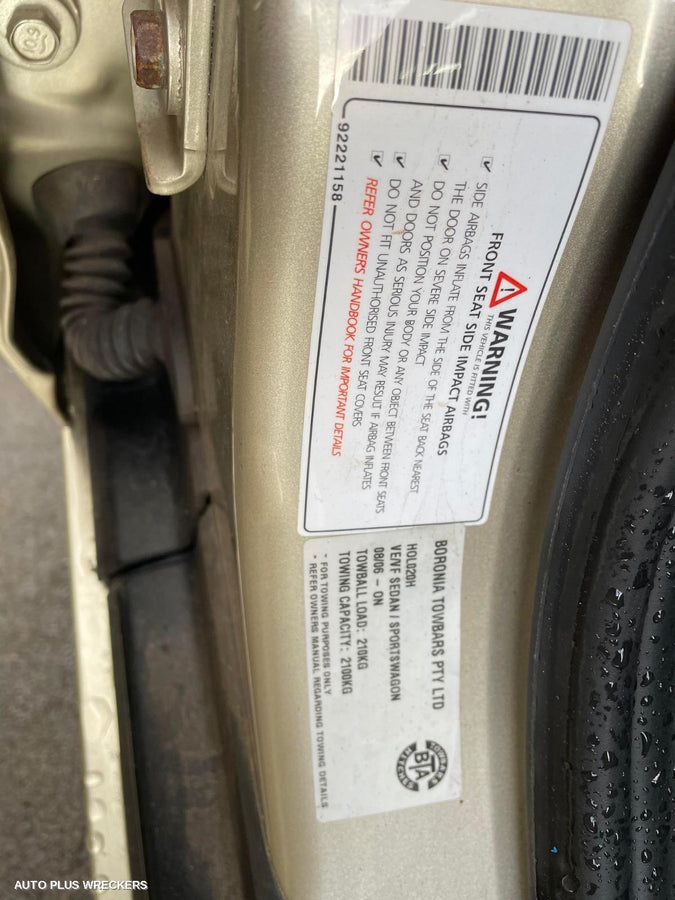 92221158
WARNING!
THIS VEHICLE IS FITTED WITH
FRONT SEAT SIDE IMPACT AIRBAGS
SIDE AIRBAGS INFLATE FROM THE SIDE OF THE SEAT BACK NEAREST
THE DOOR ON SEVERE SIDE IMPACT
DO NOT POSITION YOUR BODY OR ANY OBJECT BETWEEN FRONT SEATS
AND DOORS AS SERIOUS INJURY MAY RESULT IF AIRBAG INFLATES
DO NOT FIT UNAUTHORISED FRONT SEAT COVERS
REFER OWNERS HANDBOOK FOR IMPORTANT DETAILS
BORONIA TOWBARS PTY LTD
HOL020H
VE/VF SEDAN / SPORTSWAGON
08/06 - ON
TOWBALL LOAD: 210KG
TOWING CAPACITY: 2100KG
* FOR TOWING PURPOSES ONLY
* REFER OWNERS MANUAL REGARDING TOWING DETAILS
TOWBARS
BTA
AUTO PLUS WRECKERS